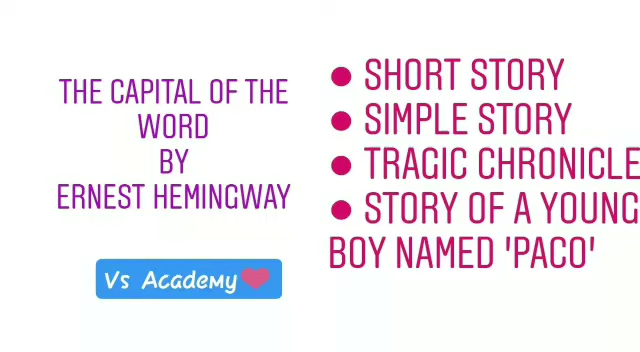 THE CAPITAL OF THE
WORD
BY
ERNEST HEMINGWAY
Vs Academy
● SHORT STORY
● SIMPLE STORY
● TRAGIC CHRONICLE
● STORY OF A YOUNG
BOY NAMED 'PACO'